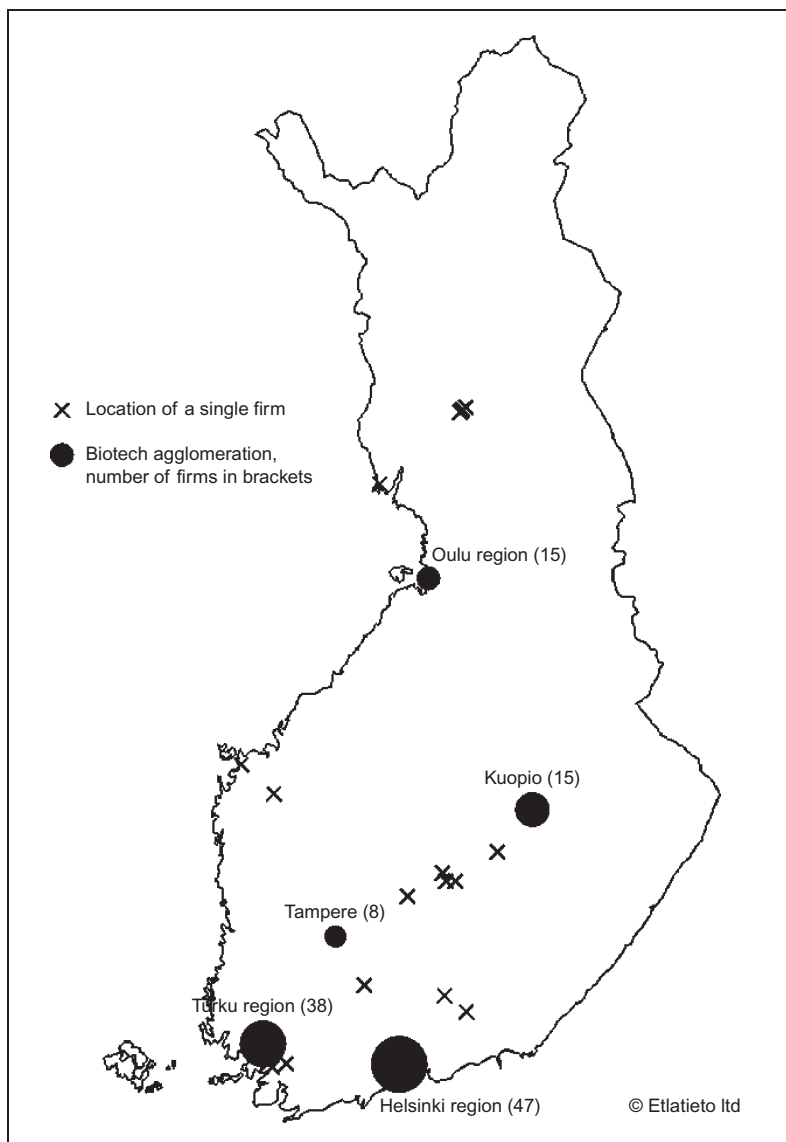 Location of a single firm
Biotech agglomeration,
number of firms in brackets
Oulu region (15)
Kuopio (15)
Tampere (8)
Turku region (38)
Helsinki region (47)
© Etlatieto ltd